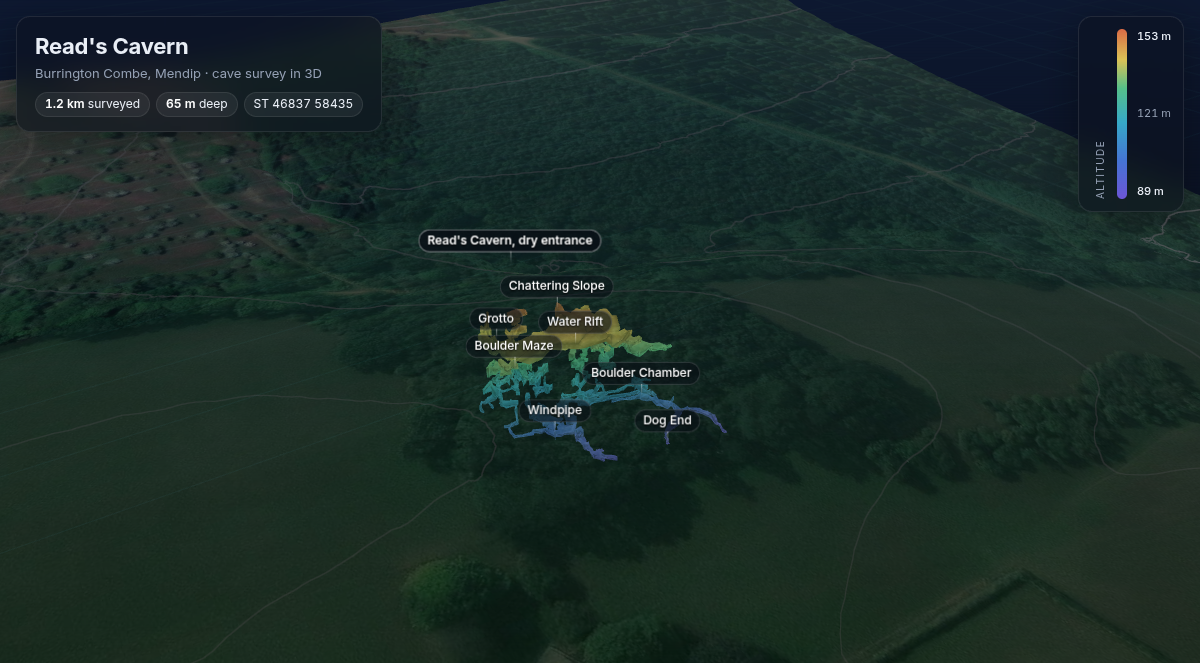 Read's Cavern
Burrington Combe, Mendip · cave survey in 3D
1.2 km surveyed
65 m deep
ST 46837 58435
153 m
121 m
89 m
ALTITUDE
Read's Cavern, dry entrance
Chattering Slope
Grotto
Water Rift
Boulder Maze
Boulder Chamber
Windpipe
Dog End